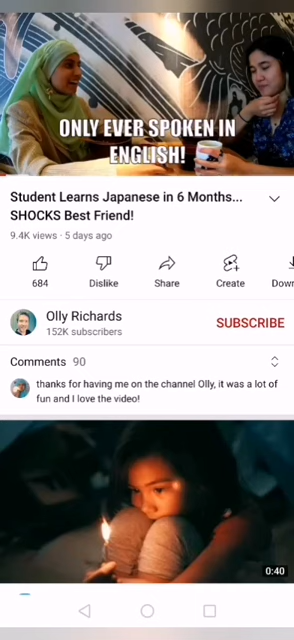 ONLY EVER SPOKEN IN
ENGLISH!
Student Learns Japanese in 6 Months...
SHOCKS Best Friend!
9.4K views · 5 days ago
684
Dislike
Share
Create
Down
Olly Richards
152K subscribers
SUBSCRIBE
Comments 90
thanks for having me on the channel Olly, it was a lot of
fun and I love the video!
0:40